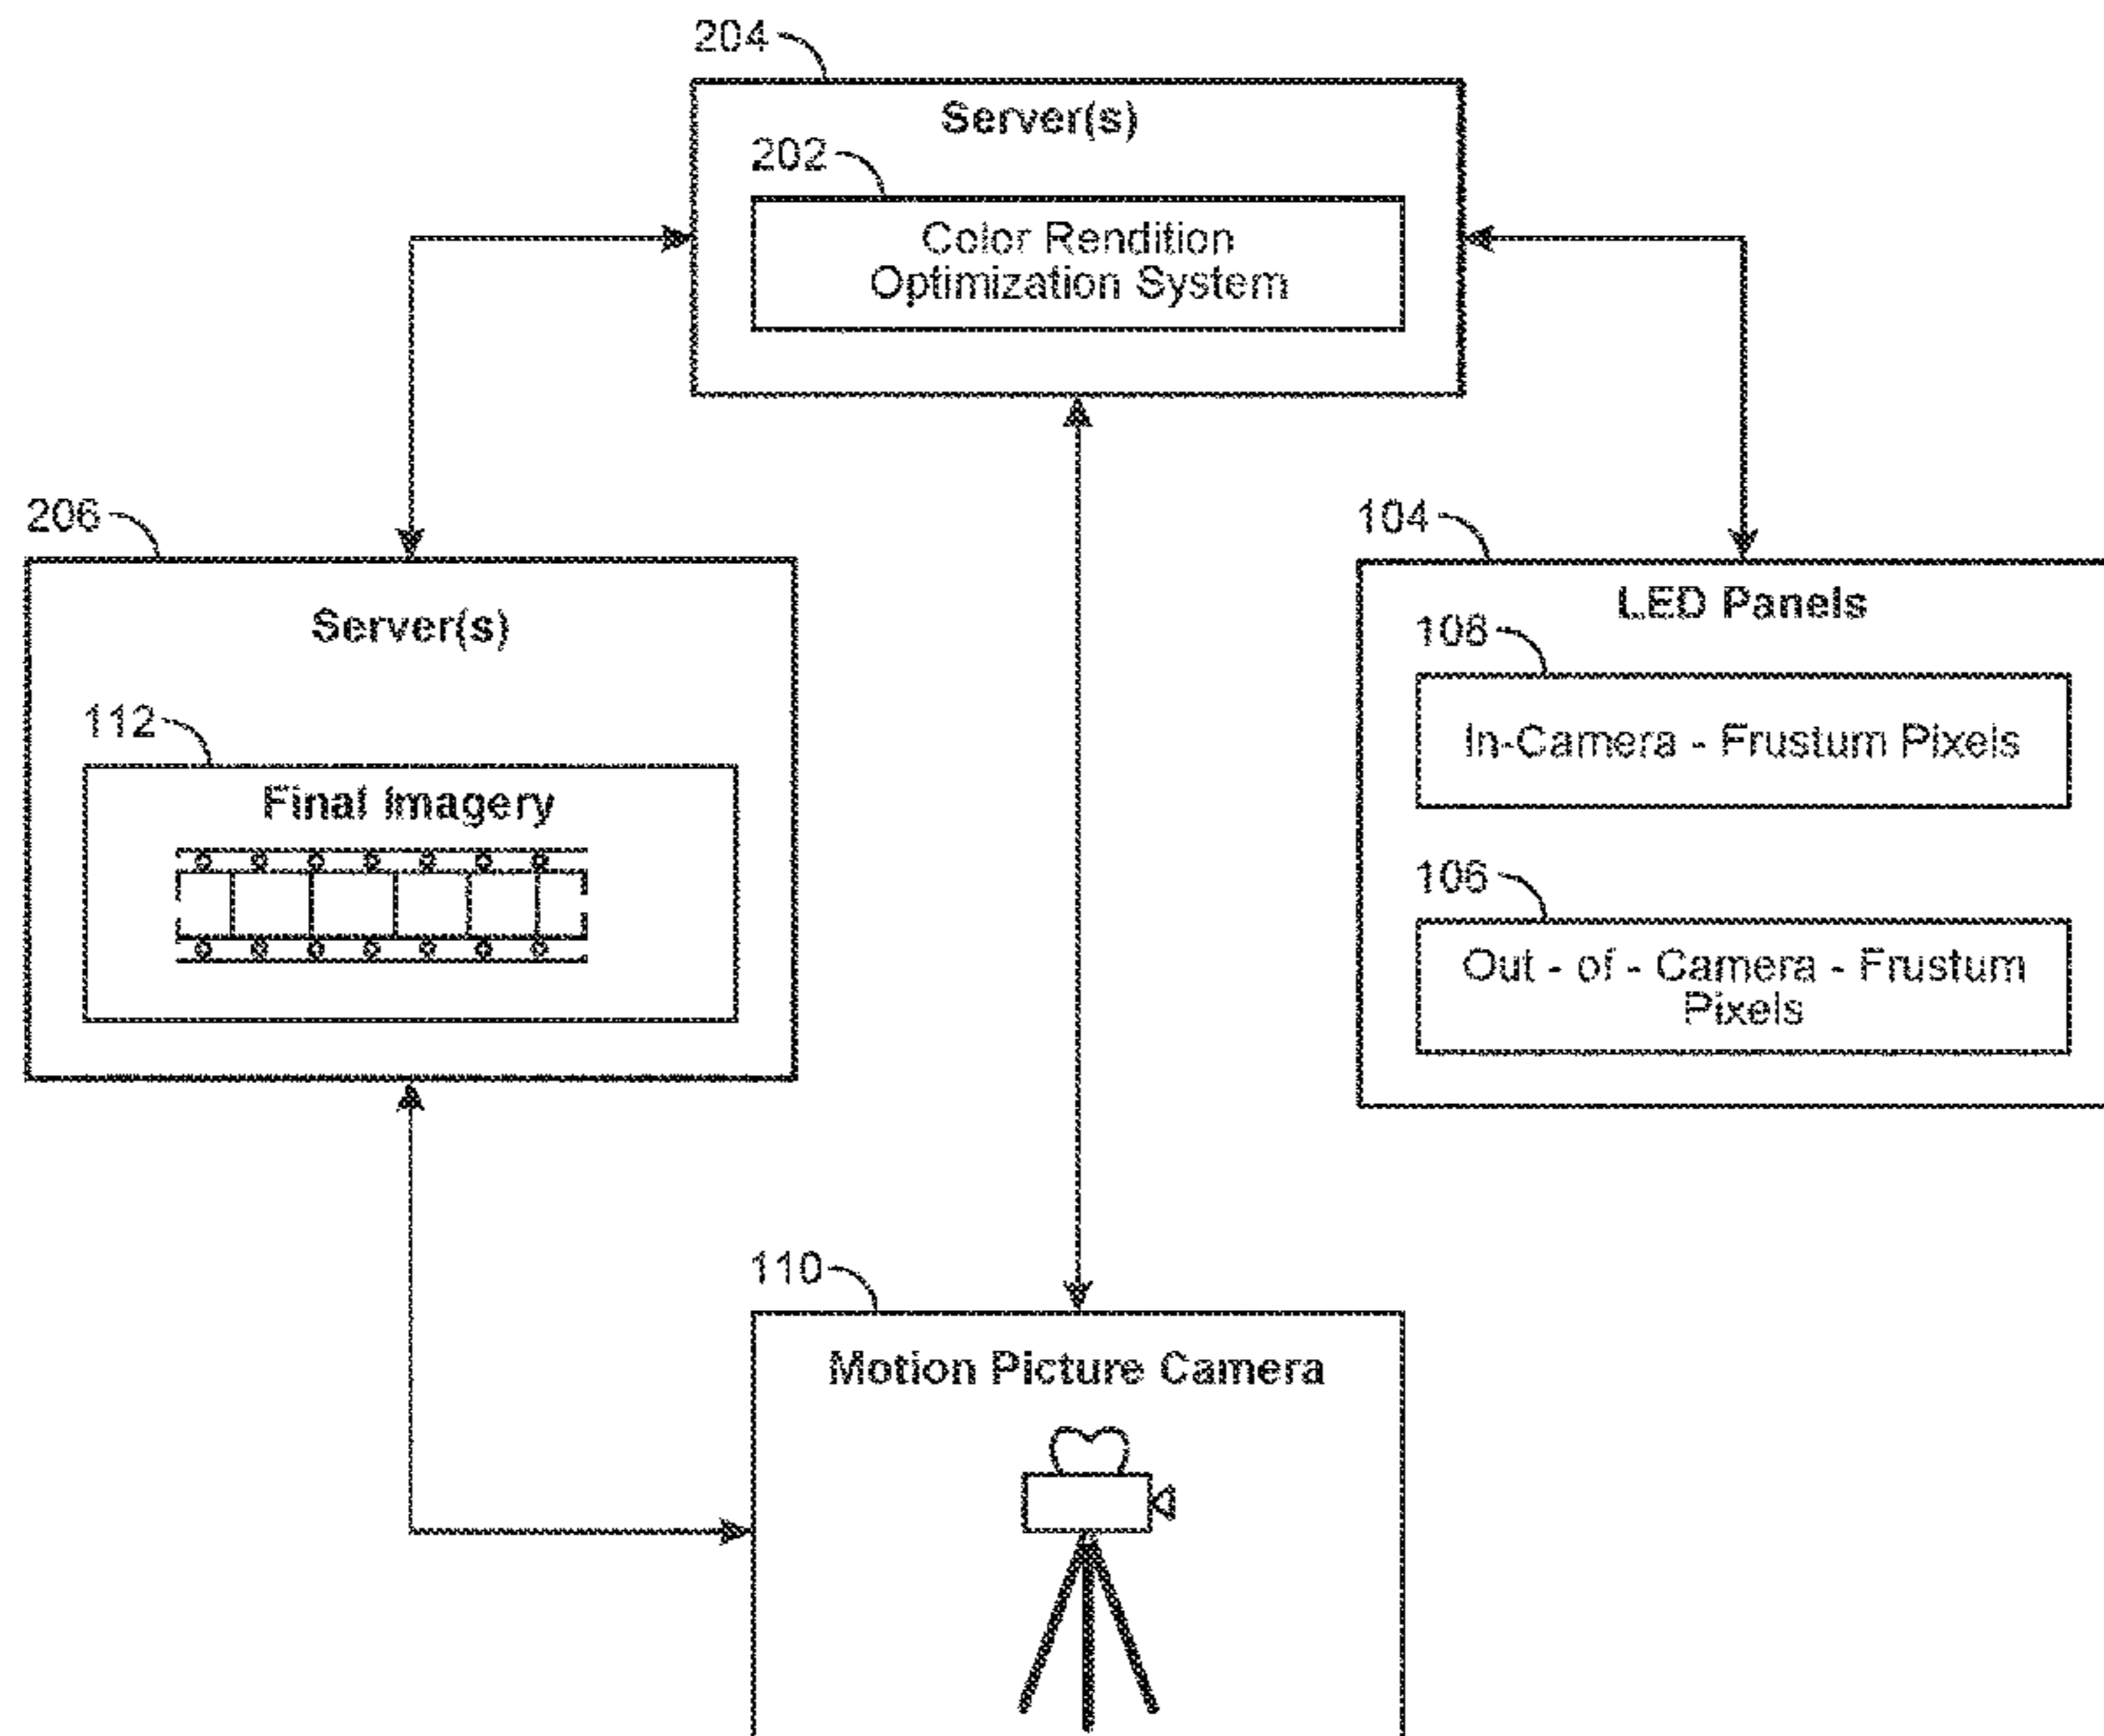 204
Server(s)
202
Color Rendition
Optimization System
206
Server(s)
112
Final Imagery
104
LED Panels
108
In-Camera - Frustum Pixels
106
Out - of - Camera - Frustum
Pixels
110
Motion Picture Camera